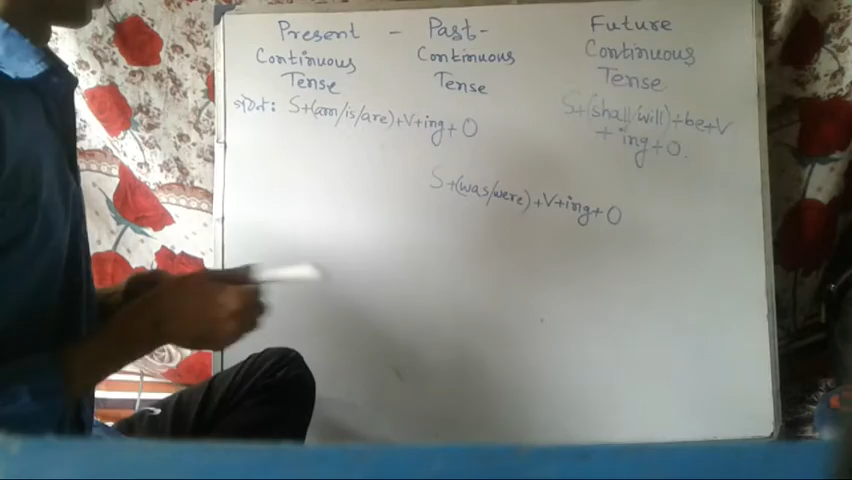 Present - Past- Future
Continuous Continuous Continuous
Tense Tense Tense
S+(am/is/are)+V+ing+O
S+(shall/will)+be+V
+ing+O.
S+(was/were)+V+ing+O